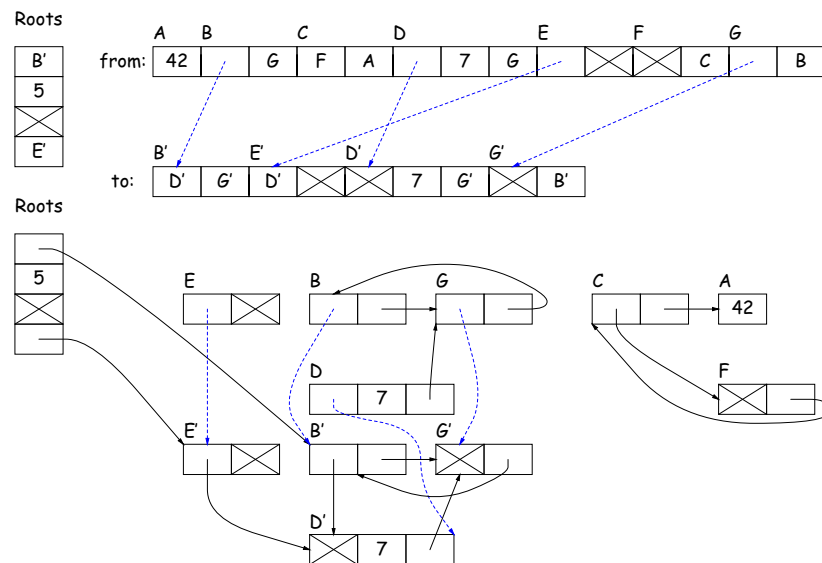 Roots
A B C D E F G
B' from: 42 G F A 7 G C B
5
E' B' E' D' G'
to: D' G' D' 7 G' B'
Roots
5 E B G C A
42
D F
7
E' B' G'
D'
7